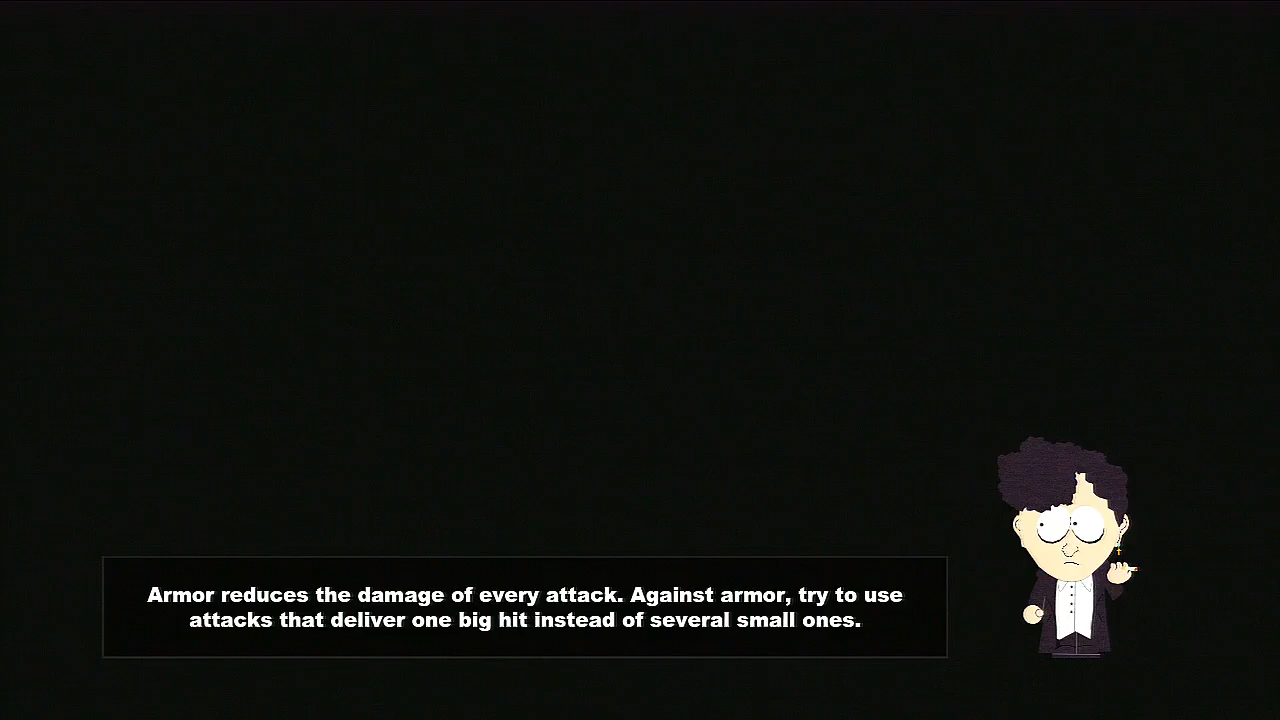 Armor reduces the damage of every attack. Against armor, try to use
attacks that deliver one big hit instead of several small ones.